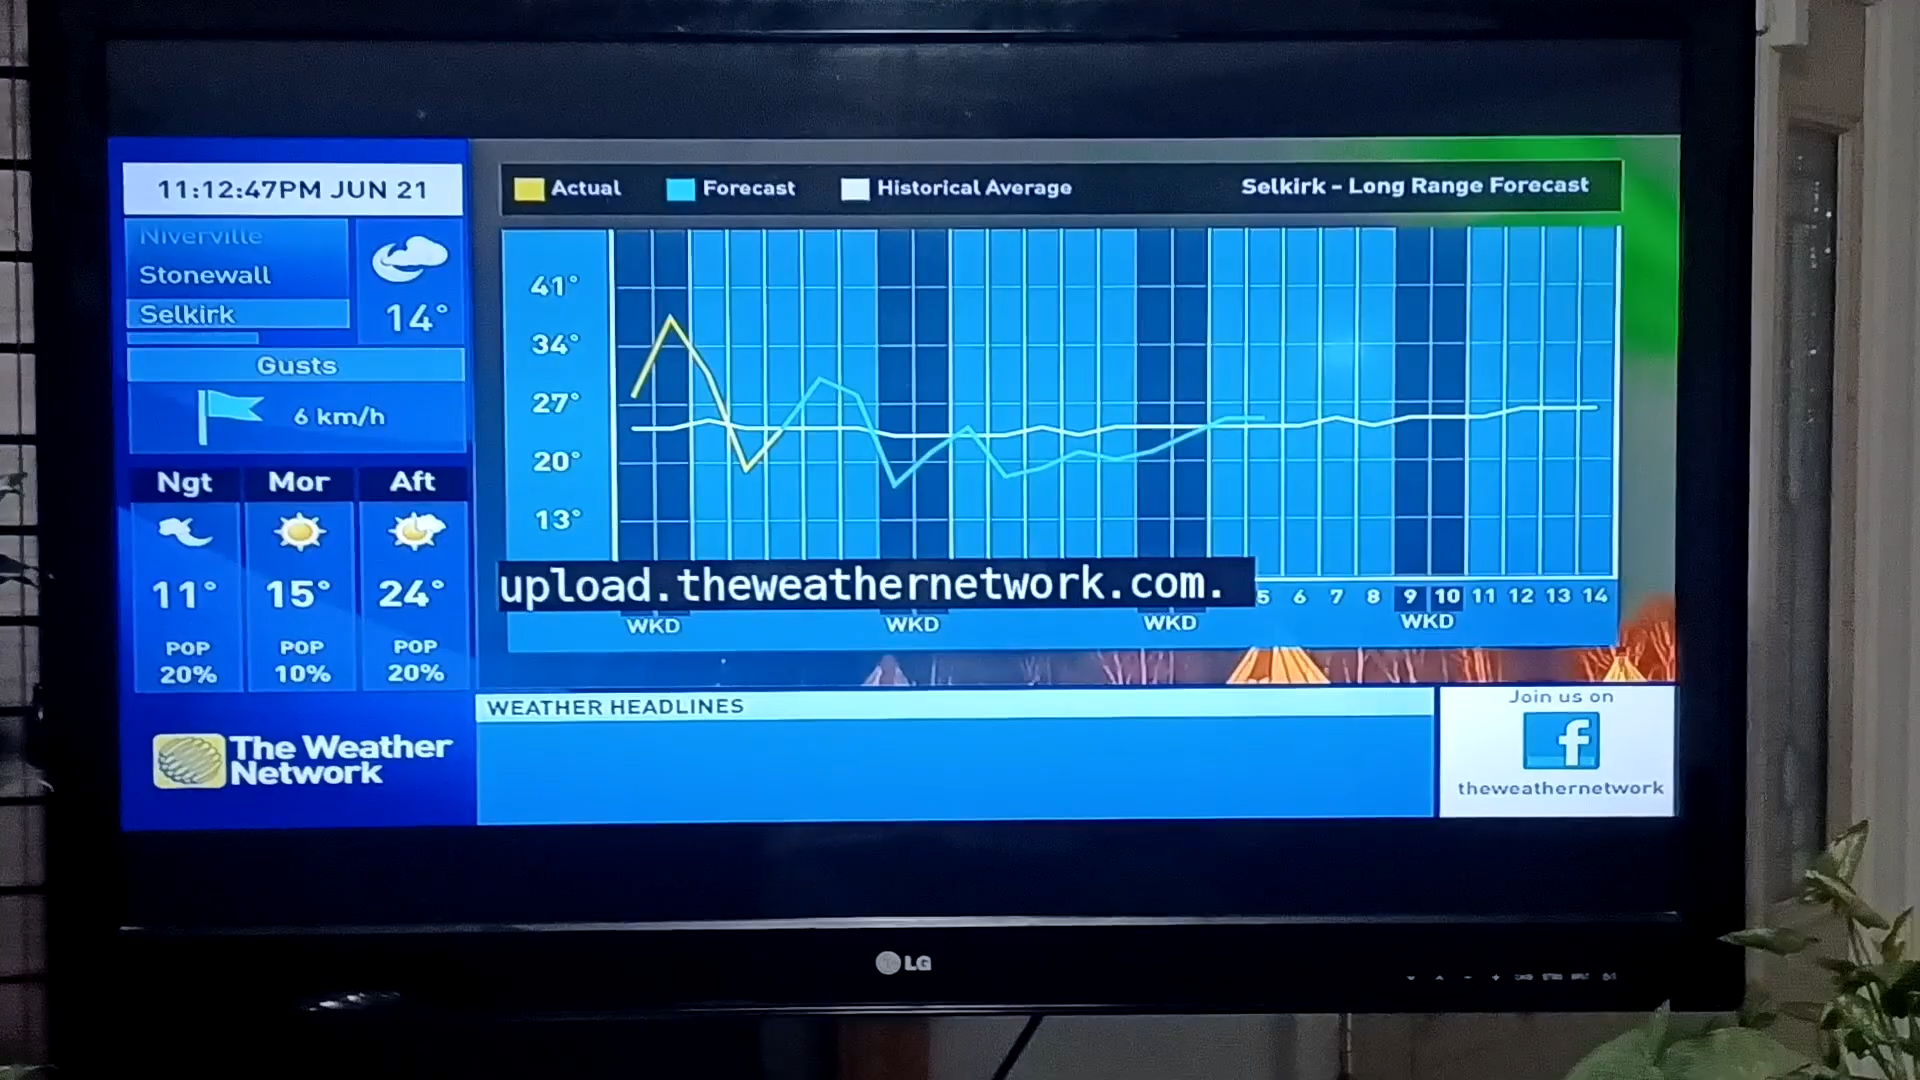 11:12:47PM JUN 21
Niverville
Stonewall
Selkirk
14°
Gusts
6 km/h
Ngt Mor Aft
11° 15° 24°
POP POP POP
20% 10% 20%
The Weather
Network
Actual Forecast Historical Average Selkirk - Long Range Forecast
41°
34°
27°
20°
13°
upload.theweathernetwork.com.
5 6 7 8 9 10 11 12 13 14
WKD WKD WKD WKD
WEATHER HEADLINES
Join us on
f
theweathernetwork
LG